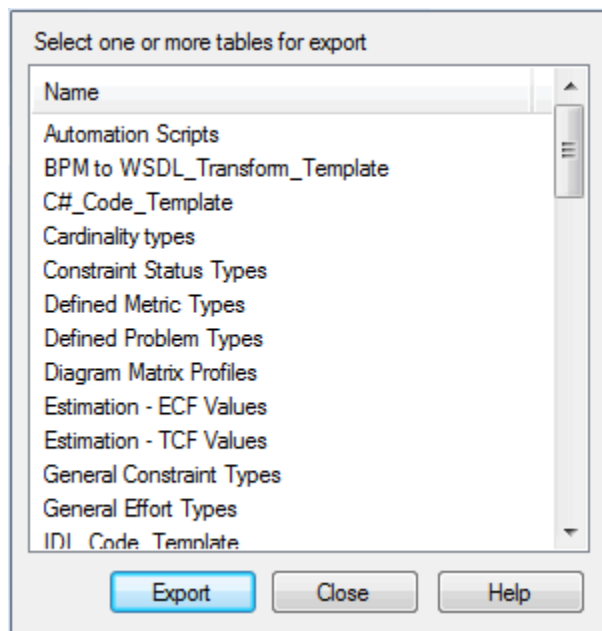 Select one or more tables for export
Name
Automation Scripts
BPM to WSDL_Transform_Template
C#_Code_Template
Cardinality types
Constraint Status Types
Defined Metric Types
Defined Problem Types
Diagram Matrix Profiles
Estimation - ECF Values
Estimation - TCF Values
General Constraint Types
General Effort Types
IDL_Code_Template
Export Close Help